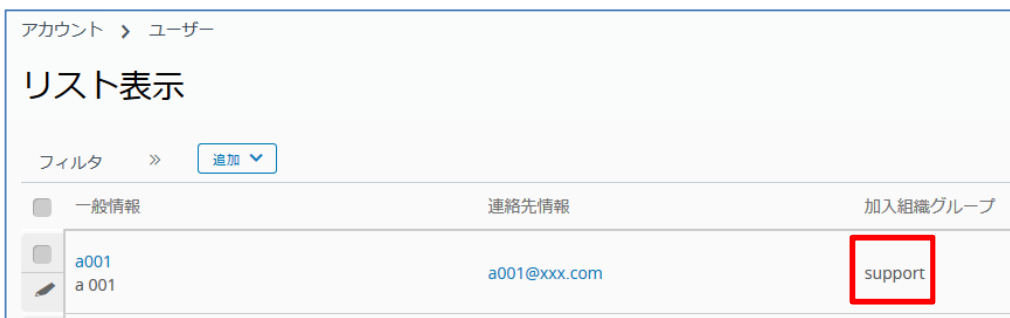 アカウント > ユーザー
リスト表示
フィルタ » 追加
一般情報 連絡先情報 加入組織グループ
a001
a 001
a001@xxx.com
support